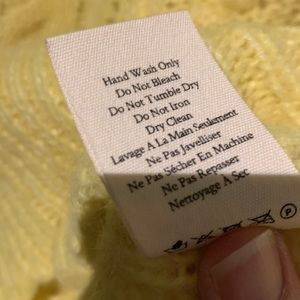 Hand Wash Only
Do Not Bleach
Do Not Tumble Dry
Do Not Iron
Dry Clean
Lavage A La Main Seulement
Ne Pas Javelliser
Ne Pas Sécher En Machine
Ne Pas Repasser
Nettoyage A Ser
P